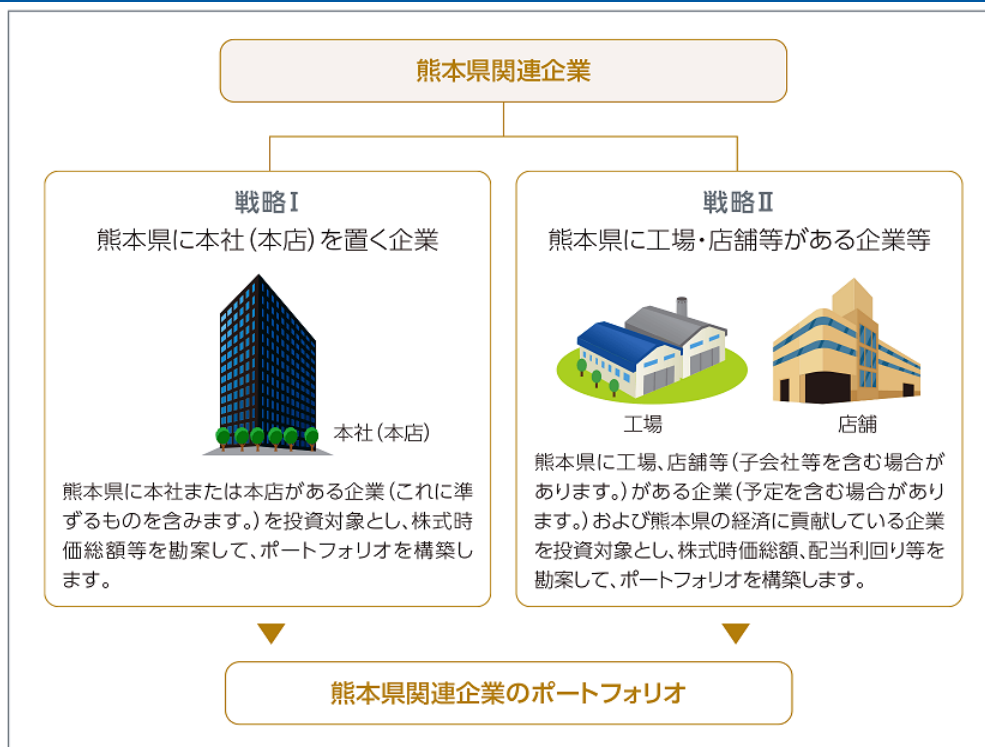 熊本県関連企業
戦略Ⅰ
熊本県に本社(本店)を置く企業
本社(本店)
熊本県に本社または本店がある企業(これに準
ずるものを含みます。)を投資対象とし、株式時
価総額等を勘案して、ポートフォリオを構築し
ます。
戦略Ⅱ
熊本県に工場・店舗等がある企業等
工場
店舗
熊本県に工場、店舗等(子会社等を含む場合が
あります。)がある企業(予定を含む場合があり
ます。)および熊本県の経済に貢献している企業
を投資対象とし、株式時価総額、配当利回り等を
勘案して、ポートフォリオを構築します。
熊本県関連企業のポートフォリオ